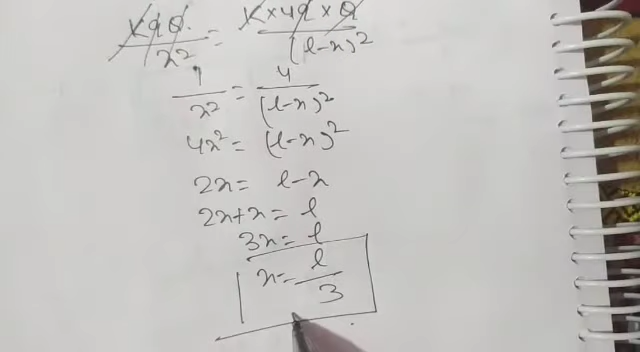 KqQ/x² = K×4q×Q/(l-x)²
1/x² = 4/(l-x)²
4x² = (l-x)²
2x = l-x
2x+x = l
3x = l
x = l/3